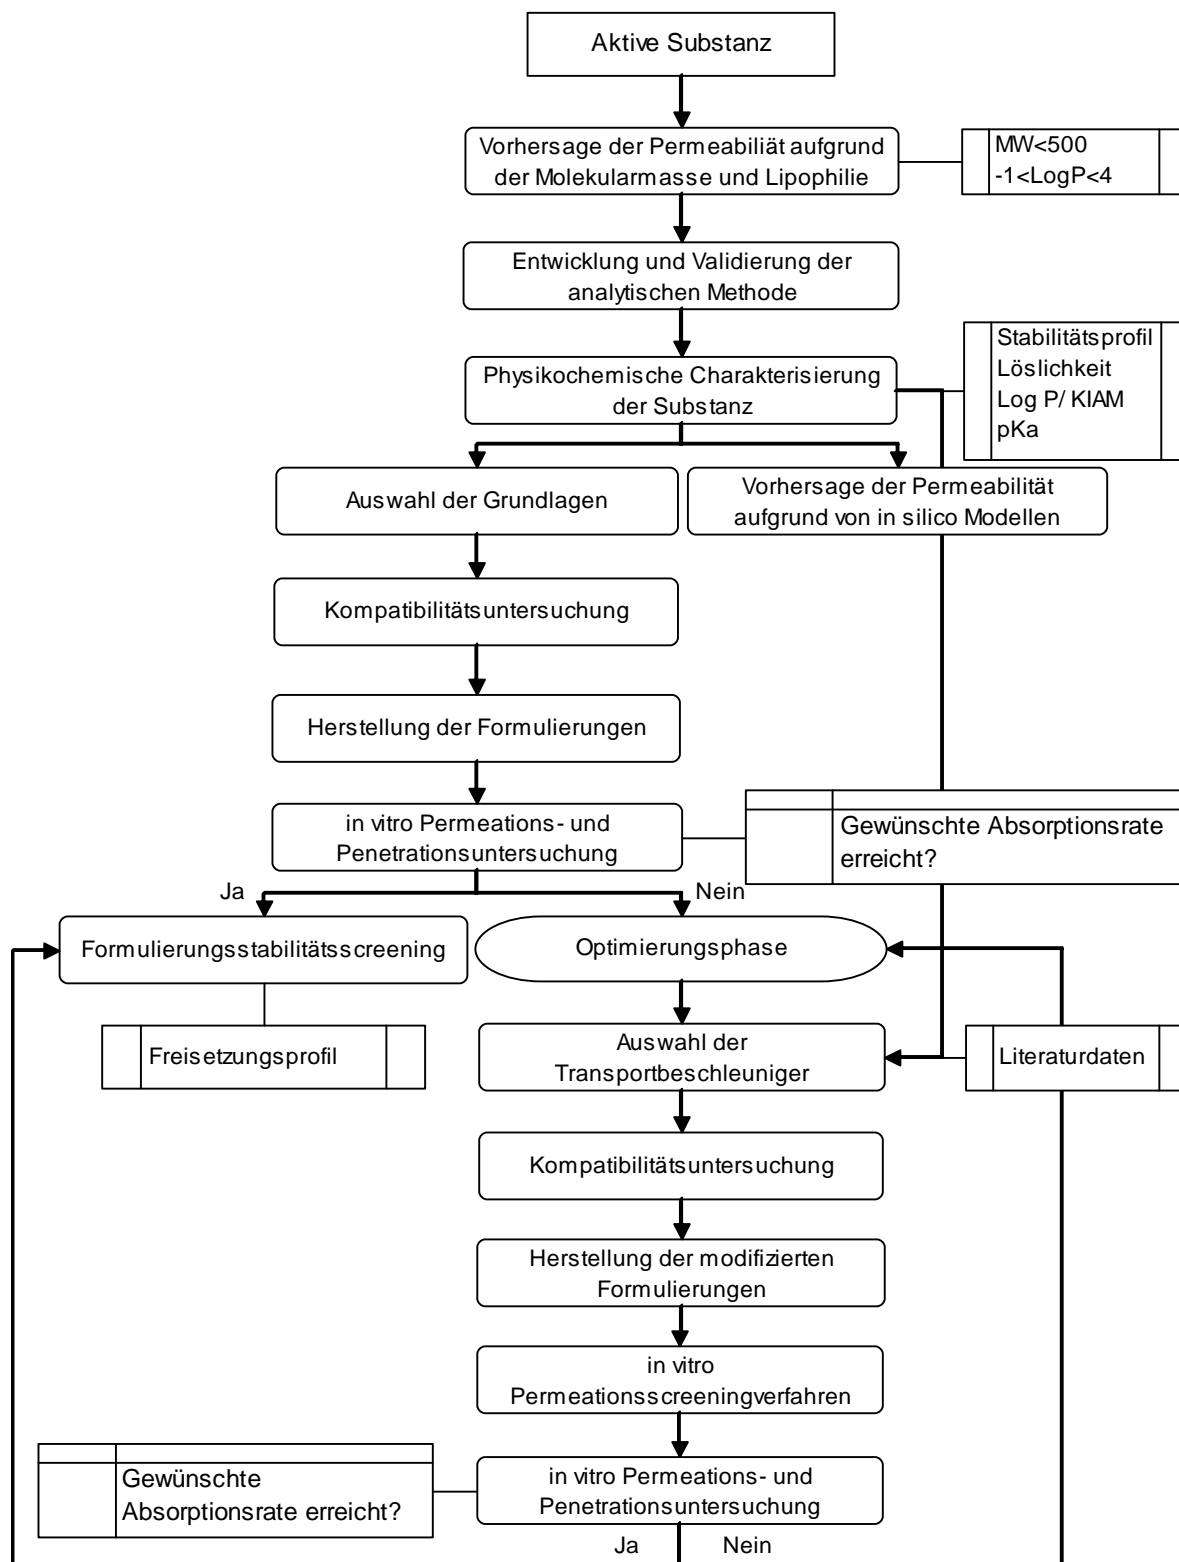 Aktive Substanz
Vorhersage der Permeabiliät aufgrund
der Molekularmasse und Lipophilie
MW<500
-1<LogP<4
Entwicklung und Validierung der
analytischen Methode
Physikochemische Charakterisierung
der Substanz
Stabilitätsprofil
Löslichkeit
Log P/ KIAM
pKa
Auswahl der Grundlagen
Vorhersage der Permeabilität
aufgrund von in silico Modellen
Kompatibilitätsuntersuchung
Herstellung der Formulierungen
in vitro Permeations- und
Penetrationsuntersuchung
Gewünschte Absorptionsrate
erreicht?
Ja
Nein
Formulierungsstabilitätsscreening
Optimierungsphase
Freisetzungsprofil
Auswahl der
Transportbeschleuniger
Literaturdaten
Kompatibilitätsuntersuchung
Herstellung der modifizierten
Formulierungen
in vitro
Permeationsscreeningverfahren
Gewünschte
Absorptionsrate erreicht?
in vitro Permeations- und
Penetrationsuntersuchung
Ja
Nein